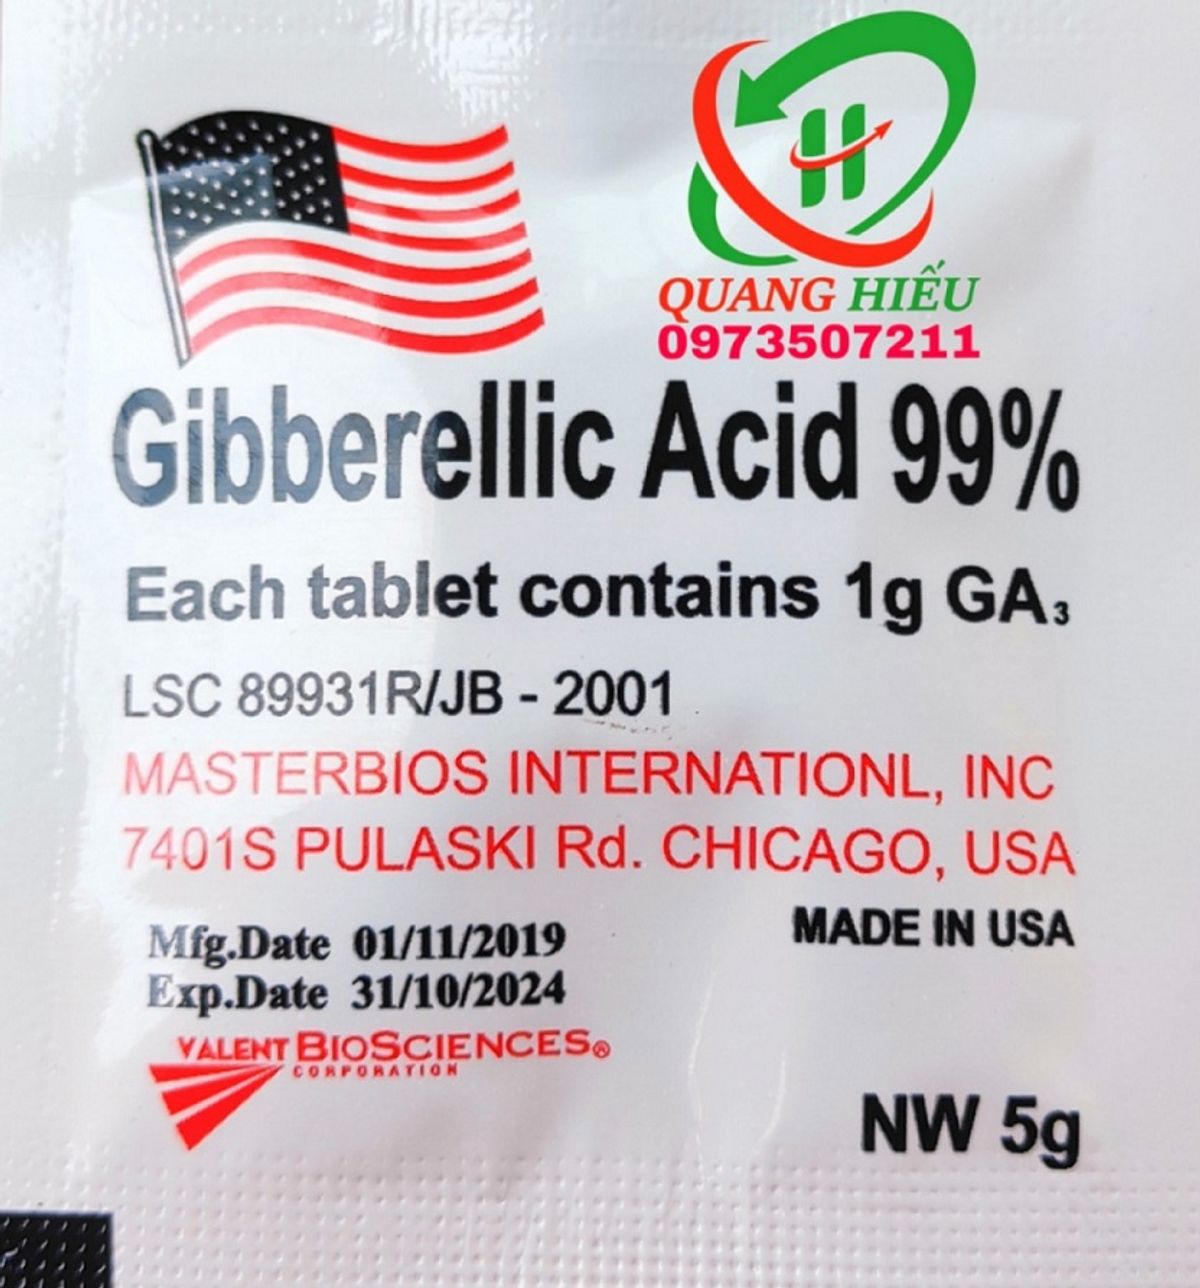 H
QUANG HIẾU
0973507211
Gibberellic Acid 99%
Each tablet contains 1g GA₃
LSC 89931R/JB - 2001
MASTERBIOS INTERNATIONL, INC
7401S PULASKI Rd. CHICAGO, USA
Mfg.Date 01/11/2019
MADE IN USA
Exp.Date 31/10/2024
VALENT BIOSCIENCES®
CORPORATION
NW 5g